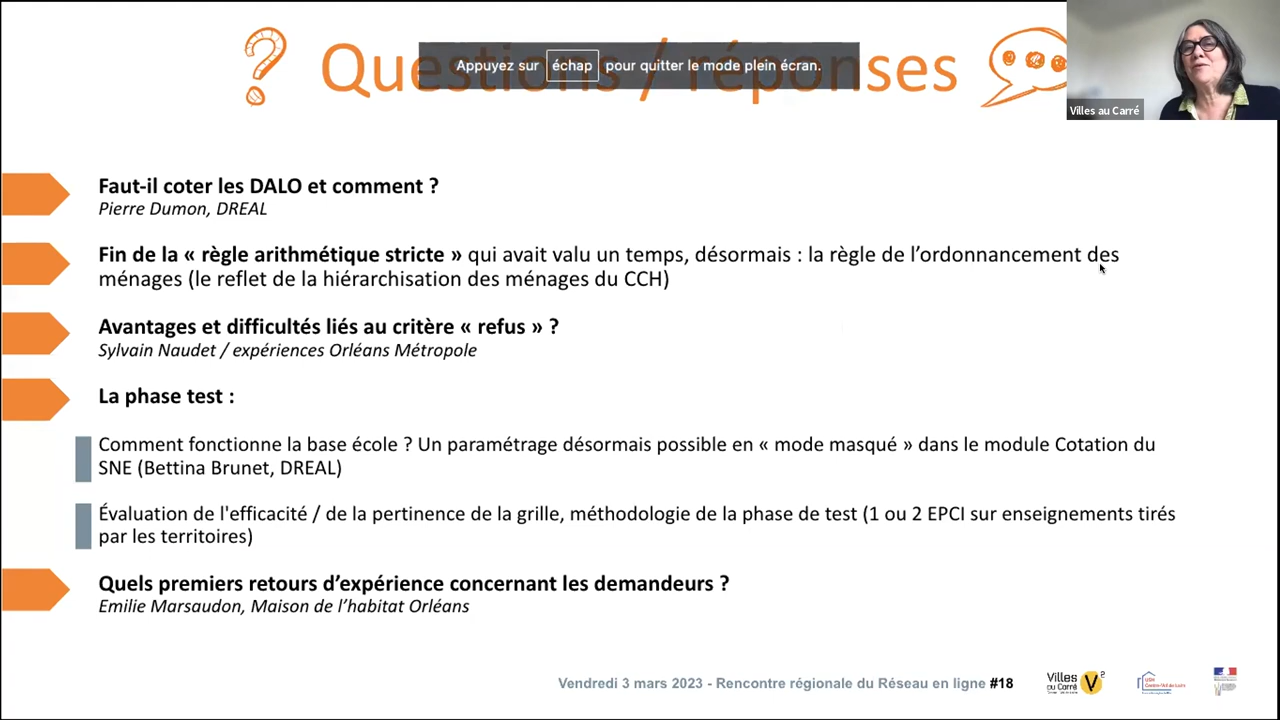 Questions / réponses
Appuyez sur échap pour quitter le mode plein écran.
Villes au Carré
Faut-il coter les DALO et comment ?
Pierre Dumon, DREAL
Fin de la « règle arithmétique stricte » qui avait valu un temps, désormais : la règle de l’ordonnancement des
ménages (le reflet de la hiérarchisation des ménages du CCH)
Avantages et difficultés liés au critère « refus » ?
Sylvain Naudet / expériences Orléans Métropole
La phase test :
Comment fonctionne la base école ? Un paramétrage désormais possible en « mode masqué » dans le module Cotation du
SNE (Bettina Brunet, DREAL)
Évaluation de l'efficacité / de la pertinence de la grille, méthodologie de la phase de test (1 ou 2 EPCI sur enseignements tirés
par les territoires)
Quels premiers retours d’expérience concernant les demandeurs ?
Emilie Marsaudon, Maison de l’habitat Orléans
Vendredi 3 mars 2023 - Rencontre régionale du Réseau en ligne #18
Villes
au Carré
V2